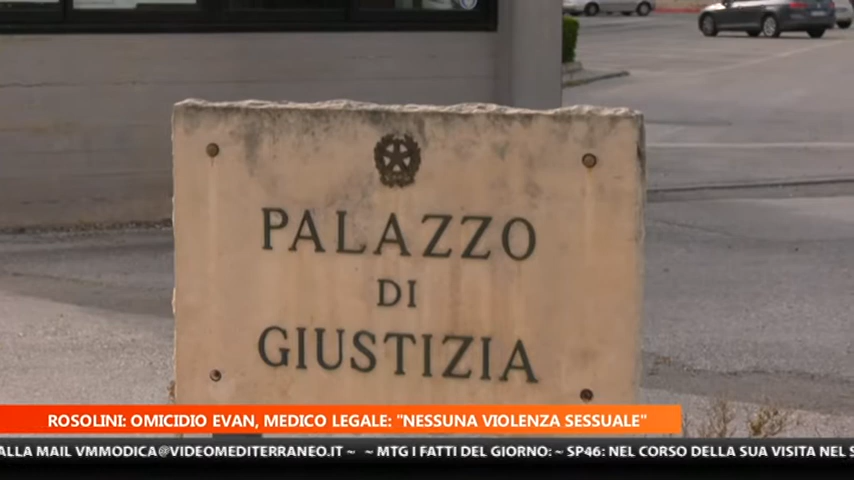 PALAZZO
DI
GIUSTIZIA
ROSOLINI: OMICIDIO EVAN, MEDICO LEGALE: "NESSUNA VIOLENZA SESSUALE"
ALLA MAIL VMMODICA@VIDEOMEDITERRANEO.IT ~ ~ MTG I FATTI DEL GIORNO: ~ SP46: NEL CORSO DELLA SUA VISITA NEL S